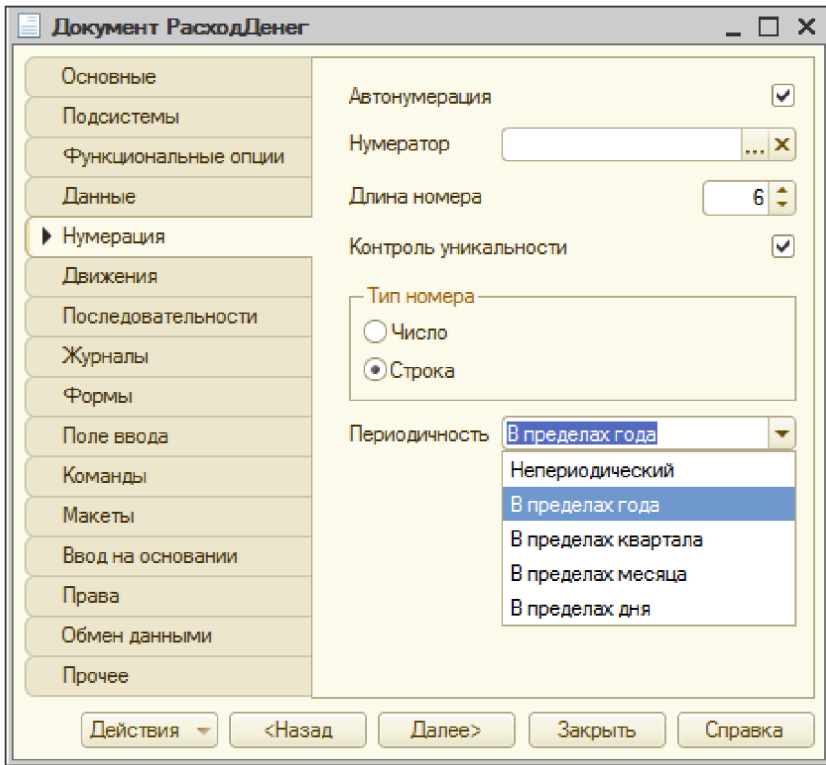 Документ РасходДенег
Основные
Подсистемы
Функциональные опции
Данные
Нумерация
Движения
Последовательности
Журналы
Формы
Поле ввода
Команды
Макеты
Ввод на основании
Права
Обмен данными
Прочее
Автонумерация
Нумератор ...
Длина номера 6
Контроль уникальности
Тип номера
Число
Строка
Периодичность В пределах года
Непериодический
В пределах года
В пределах квартала
В пределах месяца
В пределах дня
Действия <Назад Далее> Закрыть Справка